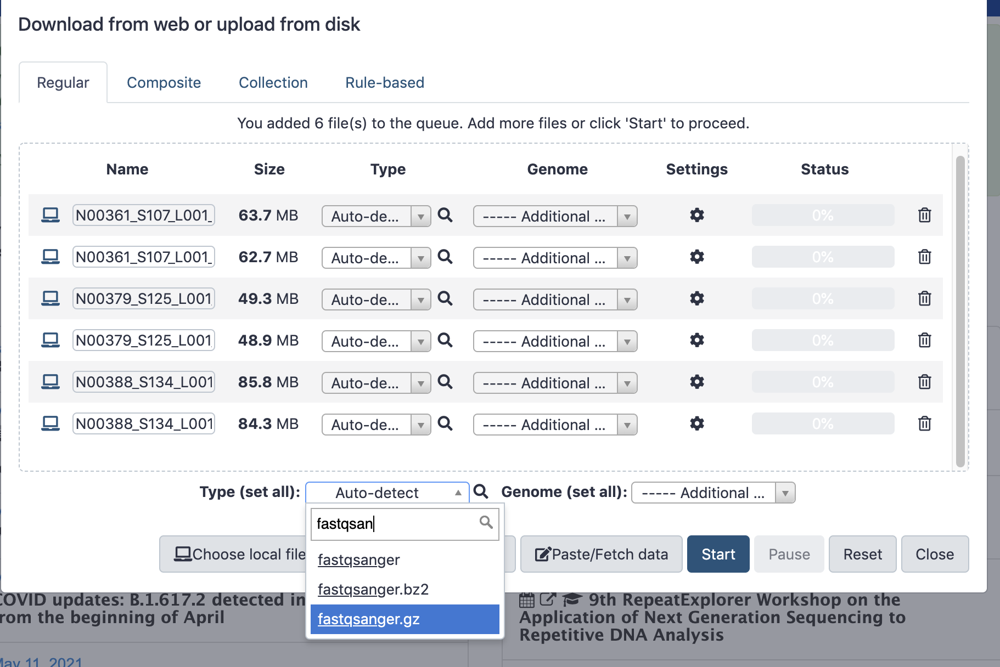 Download from web or upload from disk
Regular Composite Collection Rule-based
You added 6 file(s) to the queue. Add more files or click 'Start' to proceed.
Name Size Type Genome Settings Status
N00361_S107_L001_ 63.7 MB Auto-de... ----- Additional ... 0%
N00361_S107_L001_ 62.7 MB Auto-de... ----- Additional ... 0%
N00379_S125_L001 49.3 MB Auto-de... ----- Additional ... 0%
N00379_S125_L001 48.9 MB Auto-de... ----- Additional ... 0%
N00388_S134_L001 85.8 MB Auto-de... ----- Additional ... 0%
N00388_S134_L001 84.3 MB Auto-de... ----- Additional ... 0%
Type (set all): Auto-detect Genome (set all): ----- Additional ...
fastqsan
Choose local file Paste/Fetch data Start Pause Reset Close
fastqsanger
fastqsanger.bz2
fastqsanger.gz
COVID updates: B.1.617.2 detected in
rom the beginning of April
9th RepeatExplorer Workshop on the
Application of Next Generation Sequencing to
Repetitive DNA Analysis
May 11, 2021